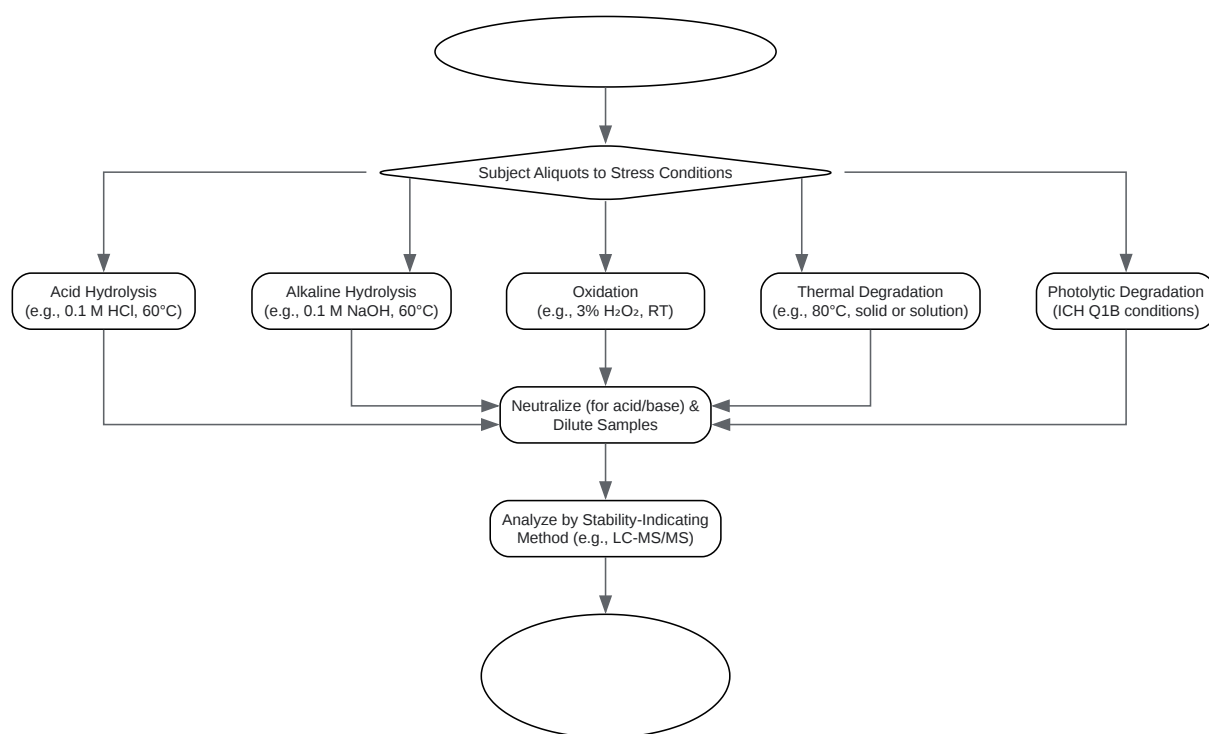 Subject Aliquots to Stress Conditions
Acid Hydrolysis
(e.g., 0.1 M HCl, 60°C)
Alkaline Hydrolysis
(e.g., 0.1 M NaOH, 60°C)
Oxidation
(e.g., 3% H₂O₂, RT)
Thermal Degradation
(e.g., 80°C, solid or solution)
Photolytic Degradation
(ICH Q1B conditions)
Neutralize (for acid/base) &
Dilute Samples
Analyze by Stability-Indicating
Method (e.g., LC-MS/MS)